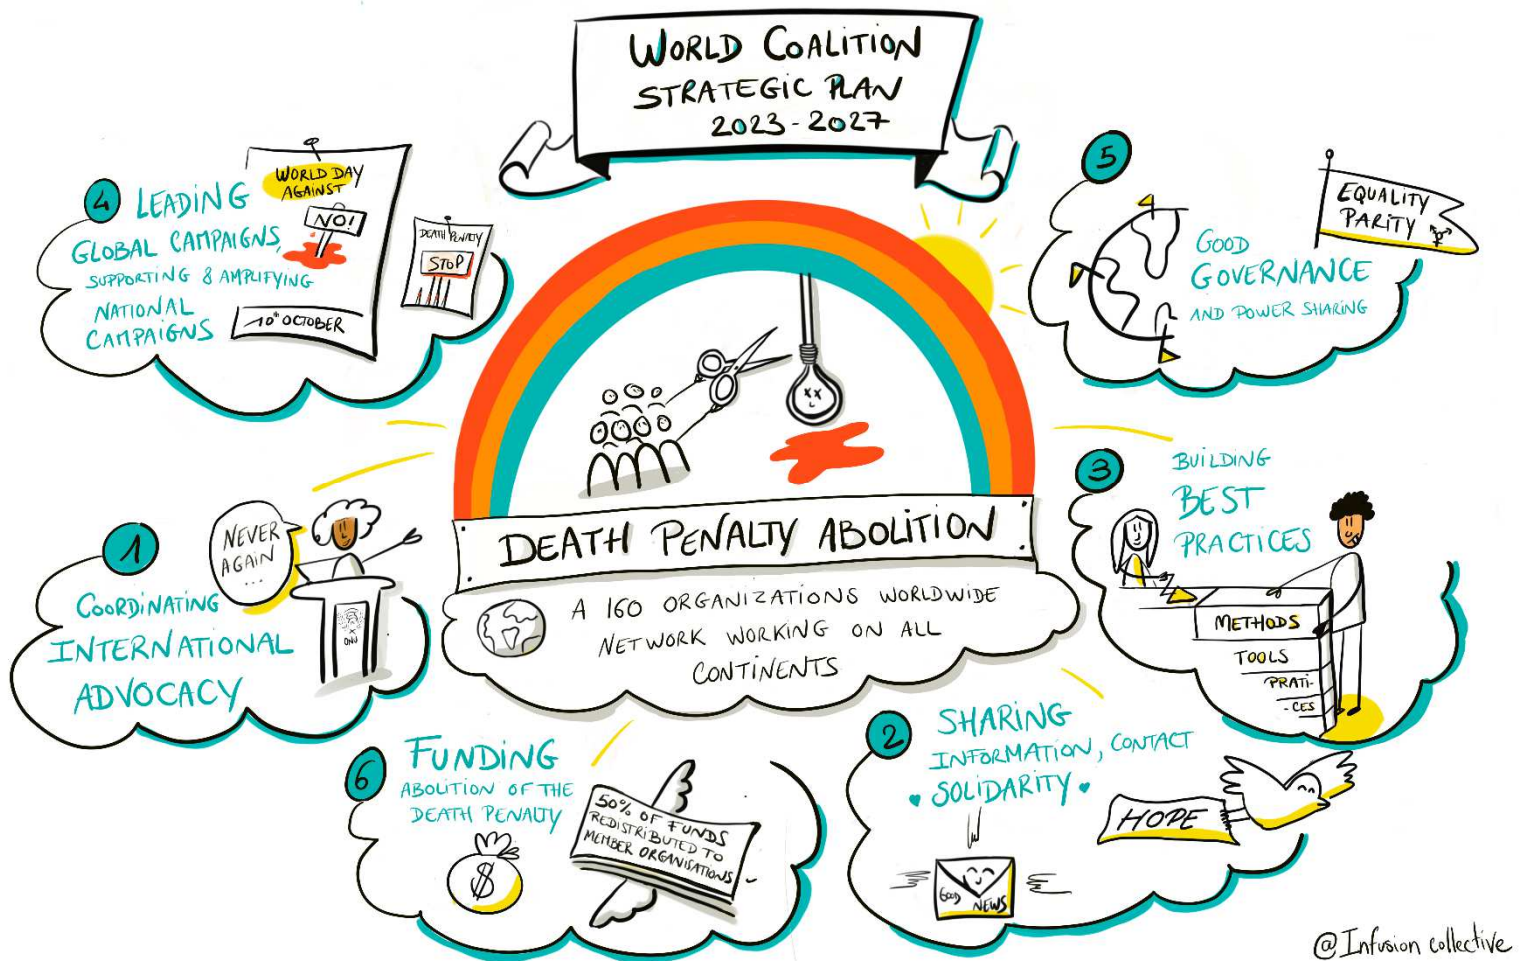 WORLD COALITION
STRATEGIC PLAN
2023-2027
4
LEADING
GLOBAL CAMPAIGNS,
SUPPORTING & AMPLIFYING
NATIONAL
CAMPAIGNS
WORLD DAY
AGAINST
NO!
10th OCTOBER
DEATH PENALTY
STOP
5
GOOD
GOVERNANCE
AND POWER SHARING
EQUALITY
PARITY
1
COORDINATING
INTERNATIONAL
ADVOCACY
NEVER
AGAIN
...
ONU
DEATH PENALTY ABOLITION
A 160 ORGANIZATIONS WORLDWIDE
NETWORK WORKING ON ALL
CONTINENTS
3
BUILDING
BEST
PRACTICES
METHODS
TOOLS
PRATI-
-CES
6
FUNDING
ABOLITION OF THE
DEATH PENALTY
$
50% OF FUNDS
REDISTRIBUTED TO
MEMBER ORGANISATIONS
2
SHARING
INFORMATION, CONTACT
♥ SOLIDARITY ♥
HOPE
GOOD NEWS
@Infusion collective